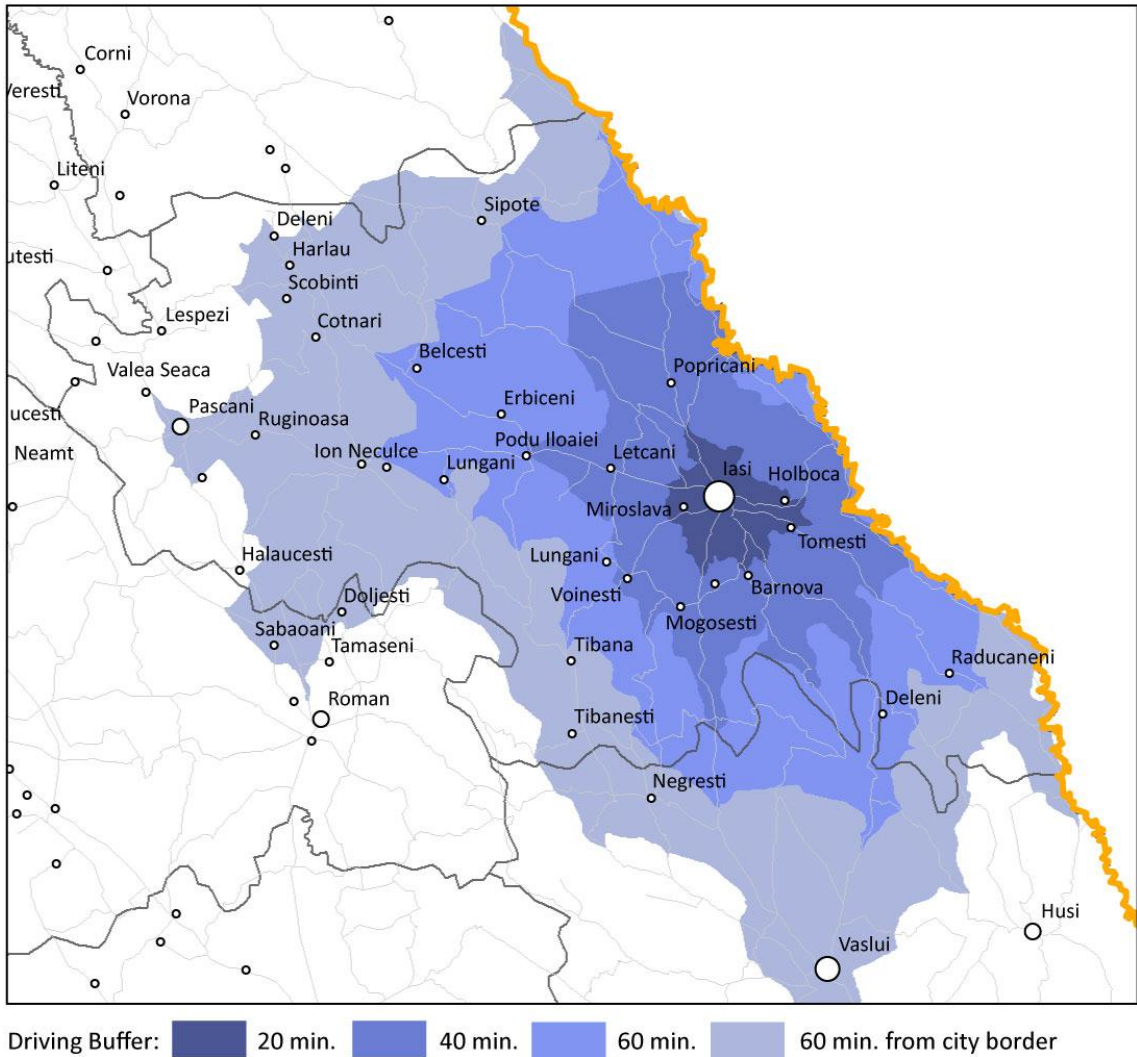 Corni
Veresti
Vorona
Liteni
Sipote
Deleni
utesti
Harlau
Scobinti
Lespezi
Cotnari
Belcesti
Popricani
Valea Seaca
Erbiceni
ucesti
Pascani
Ruginoasa
Podu Iloaiei
Neamt
Ion Neculce
Lungani
Letcani
Iasi
Holboca
Miroslava
Tomesti
Halaucesti
Lungani
Voinesti
Barnova
Doljesti
Mogosesti
Sabaoani
Tamaseni
Tibana
Raducaneni
Roman
Deleni
Tibanesti
Negresti
Husi
Vaslui
Driving Buffer: 20 min. 40 min. 60 min. 60 min. from city border